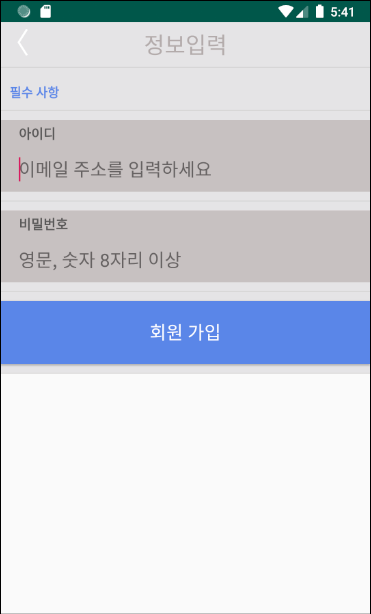 5:41
정보입력
필수 사항
아이디
이메일 주소를 입력하세요
비밀번호
영문, 숫자 8자리 이상
회원 가입